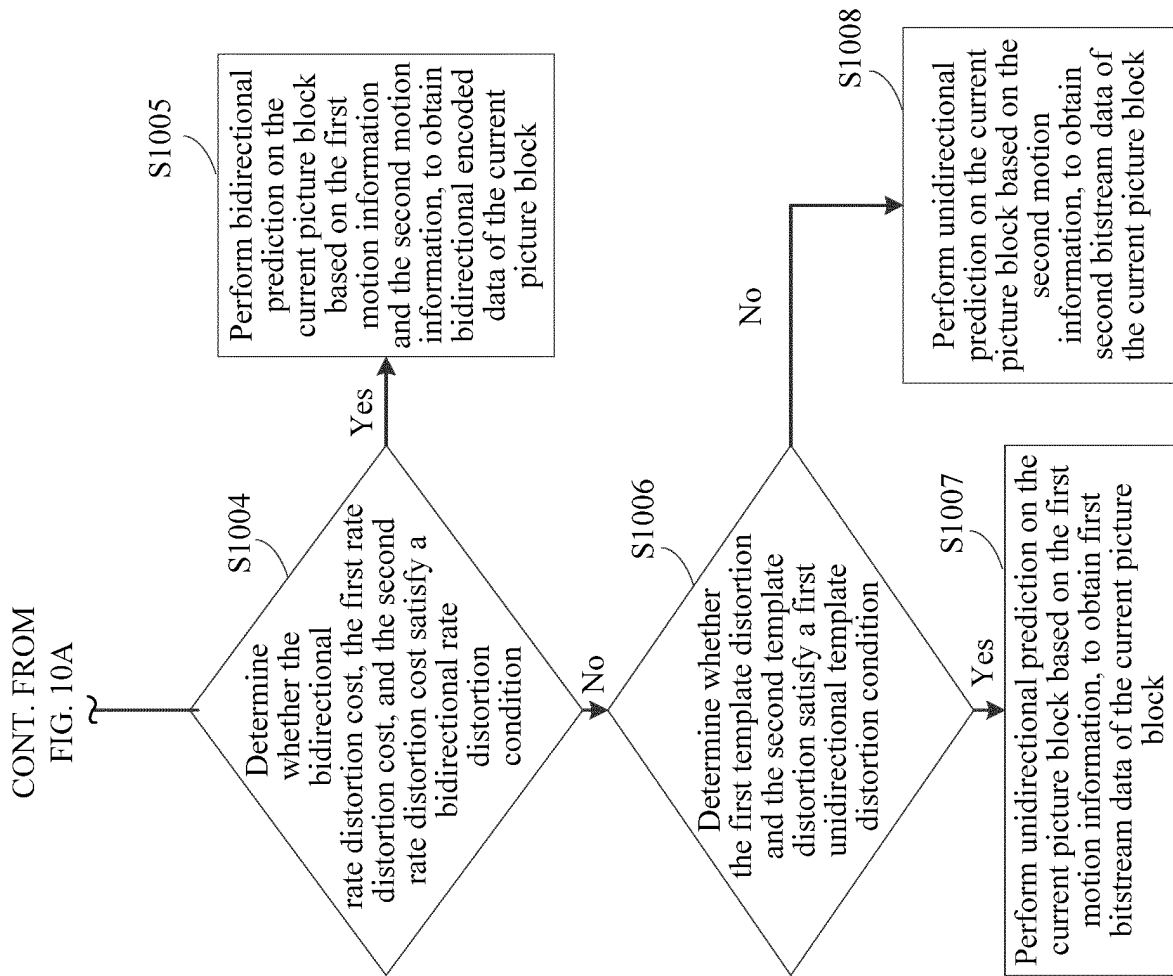 CONT. FROM
FIG. 10A
S1004
Determine
whether the
bidirectional
rate distortion cost, the first rate
distortion cost, and the second
rate distortion cost satisfy a
bidirectional rate
distortion
condition
Yes
S1005
Perform bidirectional
prediction on the
current picture block
based on the first
motion information
and the second motion
information, to obtain
bidirectional encoded
data of the current
picture block
No
S1006
Determine whether
the first template distortion
and the second template
distortion satisfy a first
unidirectional template
distortion condition
No
S1008
Perform unidirectional
prediction on the current
picture block based on the
second motion
information, to obtain
second bitstream data of
the current picture block
Yes
S1007
Perform unidirectional prediction on the
current picture block based on the first
motion information, to obtain first
bitstream data of the current picture
block